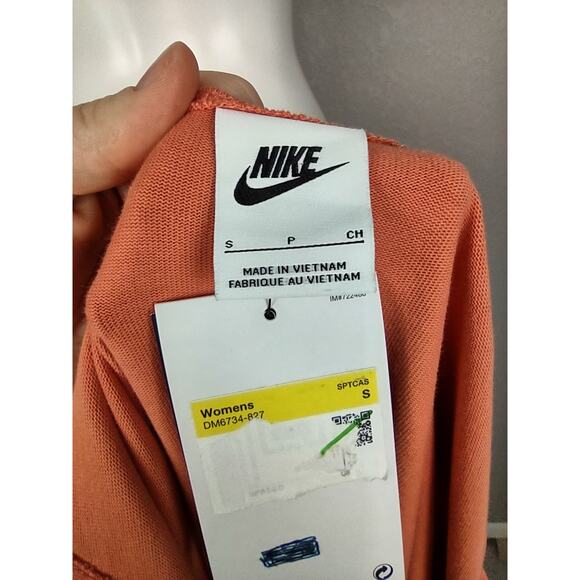 NIKE
S P CH
MADE IN VIETNAM
FABRIQUE AU VIETNAM
Womens SPTCAS
DM6734-827 S